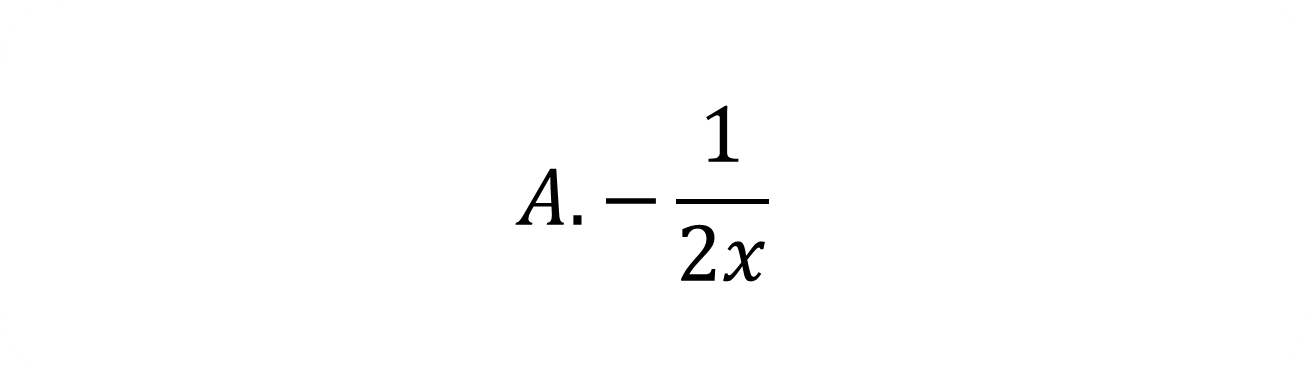 A. − 1/2x